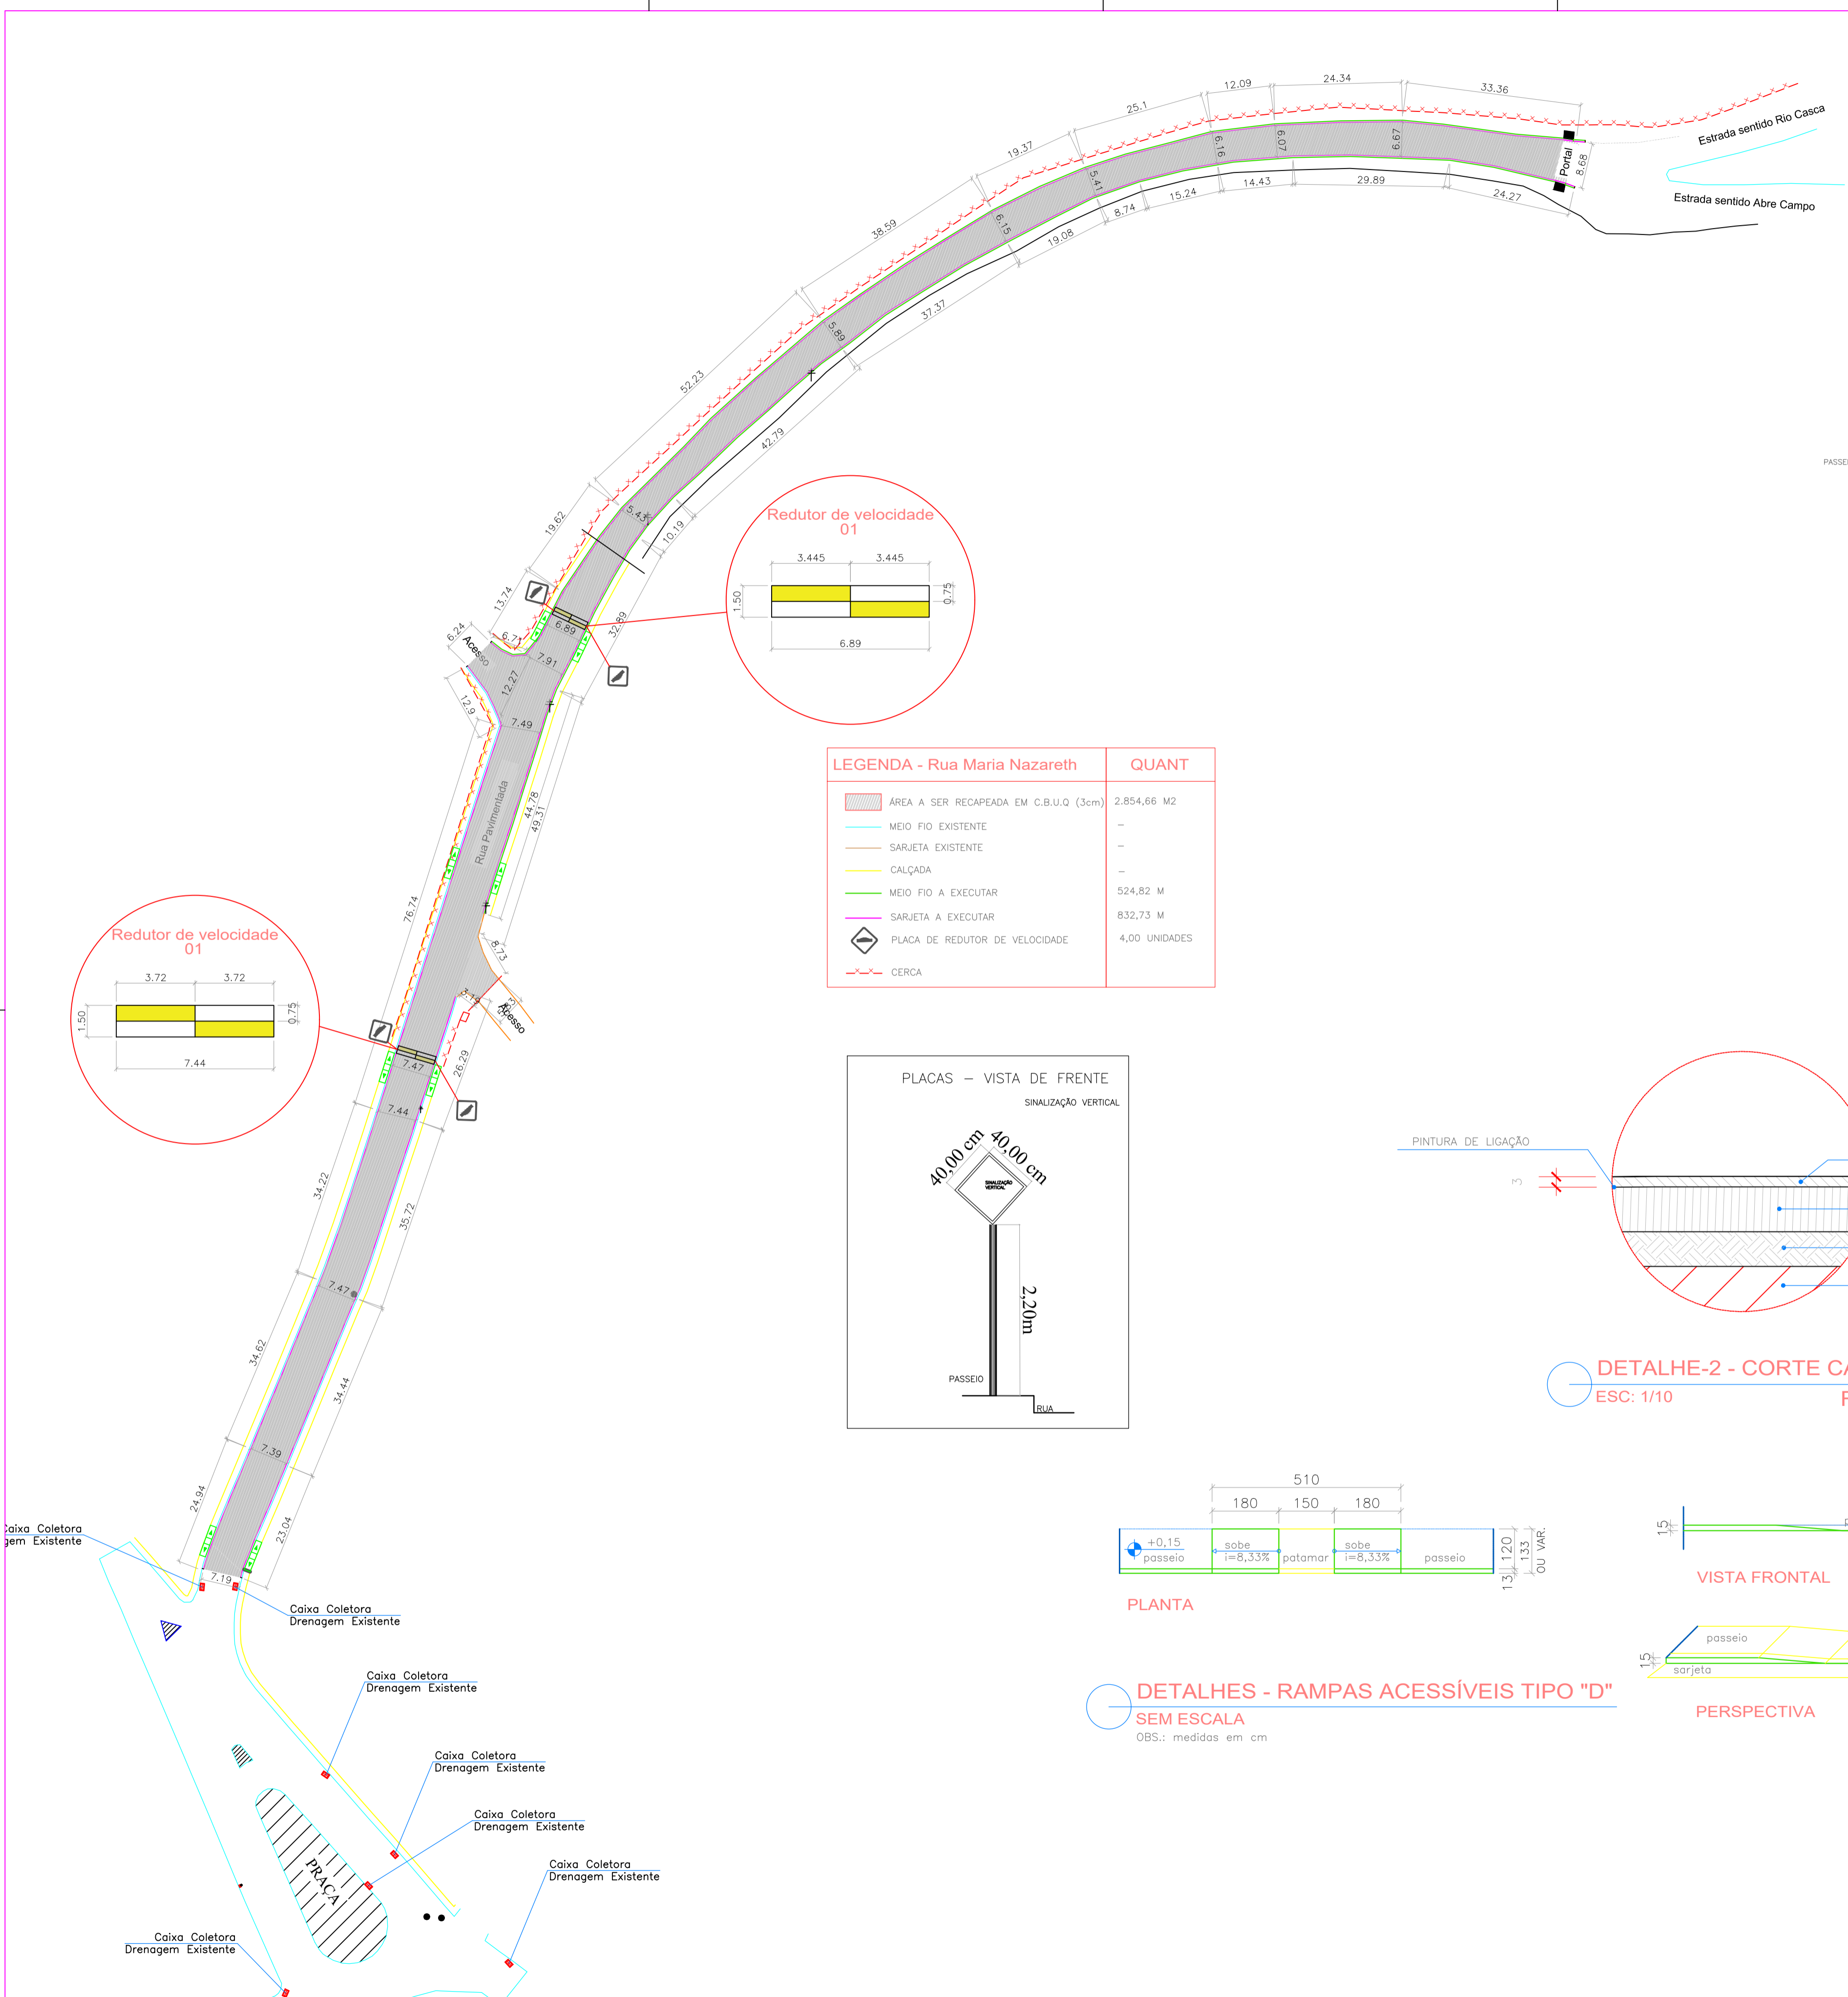 12.09
24.34
33.36
25.1
19.37
38.59
52.23
19.62
13.74
6.24
6.16
6.07
6.67
8.68
Portal
Estrada sentido Rio Casca
Estrada sentido Abre Campo
5.41
6.15
5.89
5.43
8.74
15.24
14.43
29.89
24.27
19.08
37.37
42.79
10.19
32.89
PASSEI
Redutor de velocidade
01
3.445
3.445
1.50
0.75
6.89
6.89
Acesso
7.91
12.27
12.9
7.49
Rua Pavimentada
44.78
49.31
76.74
8.73
3.19
Acesso
26.29
LEGENDA - Rua Maria Nazareth
QUANT
ÁREA A SER RECAPEADA EM C.B.U.Q (3cm)
2.854,66 M2
MEIO FIO EXISTENTE
–
SARJETA EXISTENTE
–
CALÇADA
–
MEIO FIO A EXECUTAR
524,82 M
SARJETA A EXECUTAR
832,73 M
PLACA DE REDUTOR DE VELOCIDADE
4,00 UNIDADES
CERCA
Redutor de velocidade
01
3.72
3.72
1.50
0.75
7.44
7.47
7.44
34.22
35.72
7.47
34.62
34.44
7.39
24.94
23.04
7.19
PLACAS – VISTA DE FRENTE
SINALIZAÇÃO VERTICAL
40,00 cm
40,00 cm
SINALIZAÇÃO
VERTICAL
2,20m
PASSEIO
RUA
PINTURA DE LIGAÇÃO
3
DETALHE-2 - CORTE CA
ESC: 1/10
510
180
150
180
+0,15
passeio
sobe
i=8,33%
patamar
sobe
i=8,33%
passeio
120
133
13
OU VAR.
PLANTA
15
VISTA FRONTAL
passeio
15
sarjeta
PERSPECTIVA
DETALHES - RAMPAS ACESSÍVEIS TIPO "D"
SEM ESCALA
OBS.: medidas em cm
Caixa Coletora
gem Existente
Caixa Coletora
Drenagem Existente
Caixa Coletora
Drenagem Existente
Caixa Coletora
Drenagem Existente
Caixa Coletora
Drenagem Existente
Caixa Coletora
Drenagem Existente
PRAÇA
Caixa Coletora
Drenagem Existente